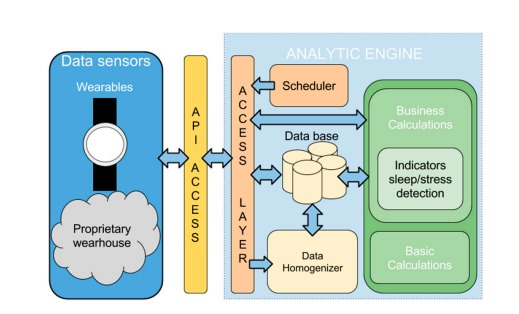 Data sensors
Wearables
Proprietary
wearhouse
API ACCESS
ANALYTIC ENGINE
ACCESS LAYER
Scheduler
Data base
Data
Homogenizer
Business
Calculations
Indicators
sleep/stress
detection
Basic
Calculations